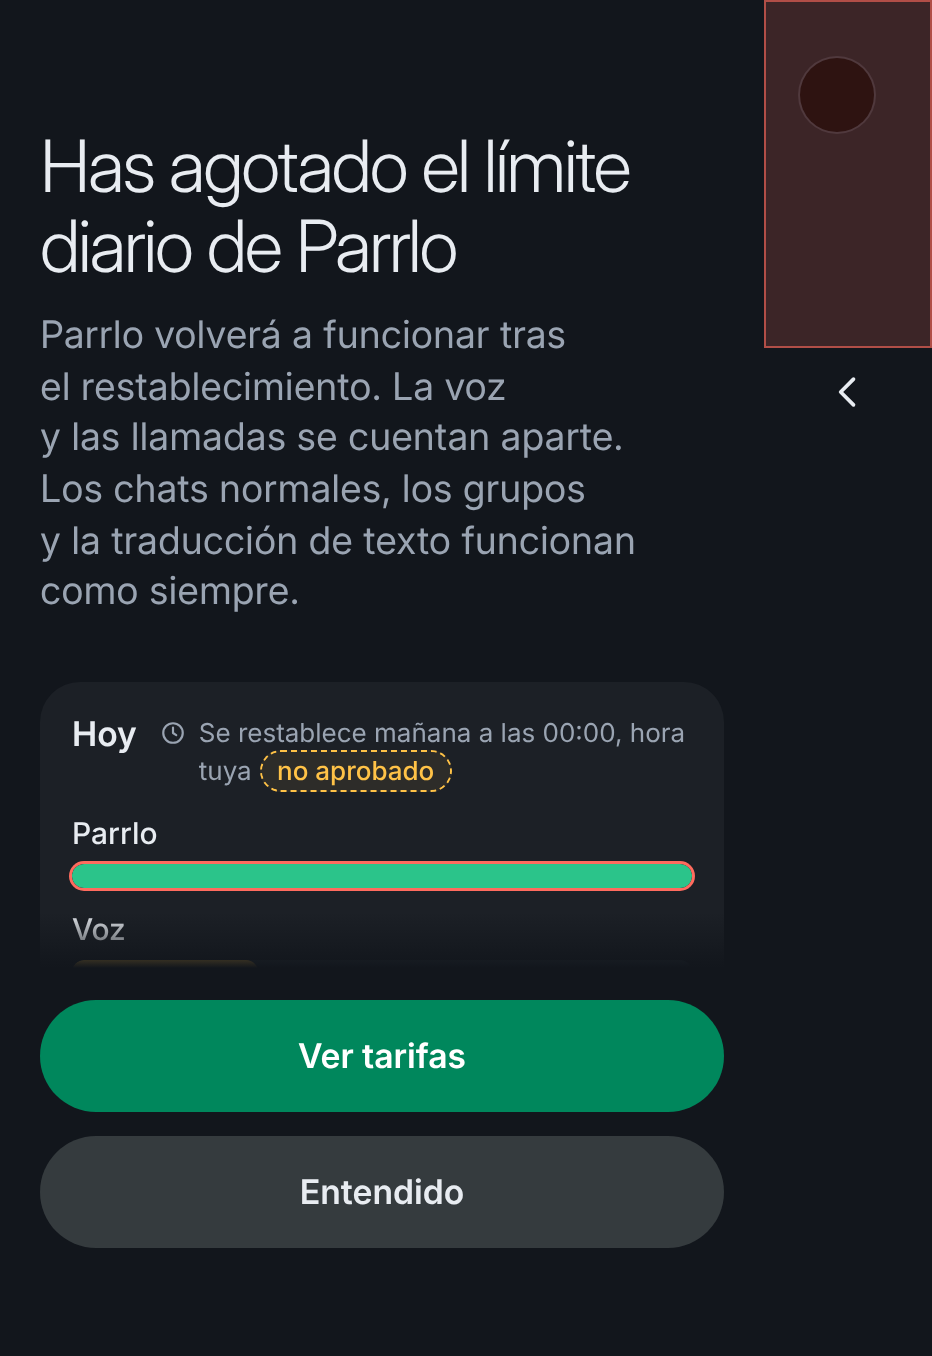 Has agotado el límite
diario de Parrlo
Parrlo volverá a funcionar tras
el restablecimiento. La voz
y las llamadas se cuentan aparte.
Los chats normales, los grupos
y la traducción de texto funcionan
como siempre.
Hoy Se restablece mañana a las 00:00, hora
tuya no aprobado
Parrlo
Voz
Ver tarifas
Entendido